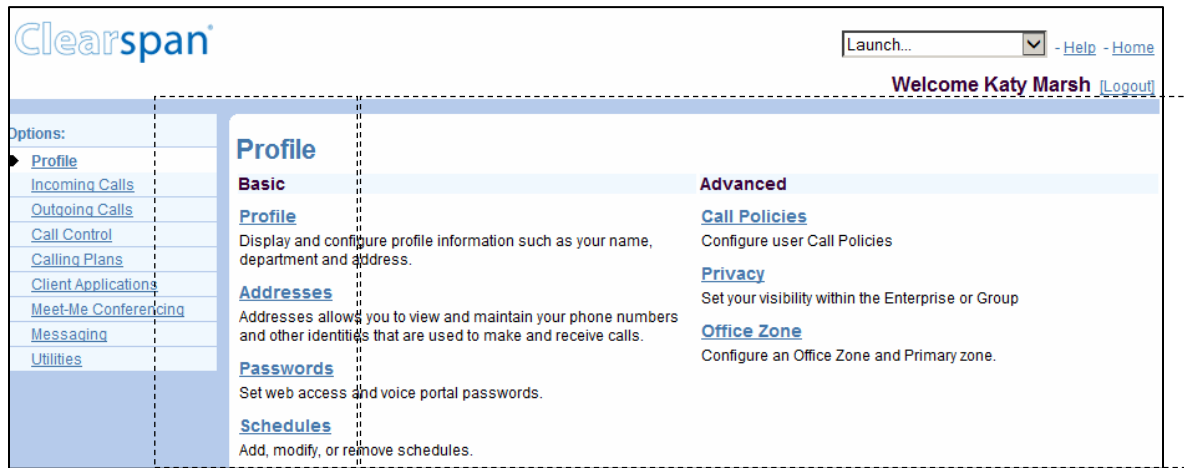 Clearspan
Launch... - Help - Home
Welcome Katy Marsh [Logout]
Options:
Profile
Incoming Calls
Outgoing Calls
Call Control
Calling Plans
Client Applications
Meet-Me Conferencing
Messaging
Utilities
Profile
Basic
Profile
Display and configure profile information such as your name,
department and address.
Addresses
Addresses allows you to view and maintain your phone numbers
and other identities that are used to make and receive calls.
Passwords
Set web access and voice portal passwords.
Schedules
Add, modify, or remove schedules.
Advanced
Call Policies
Configure user Call Policies
Privacy
Set your visibility within the Enterprise or Group
Office Zone
Configure an Office Zone and Primary zone.